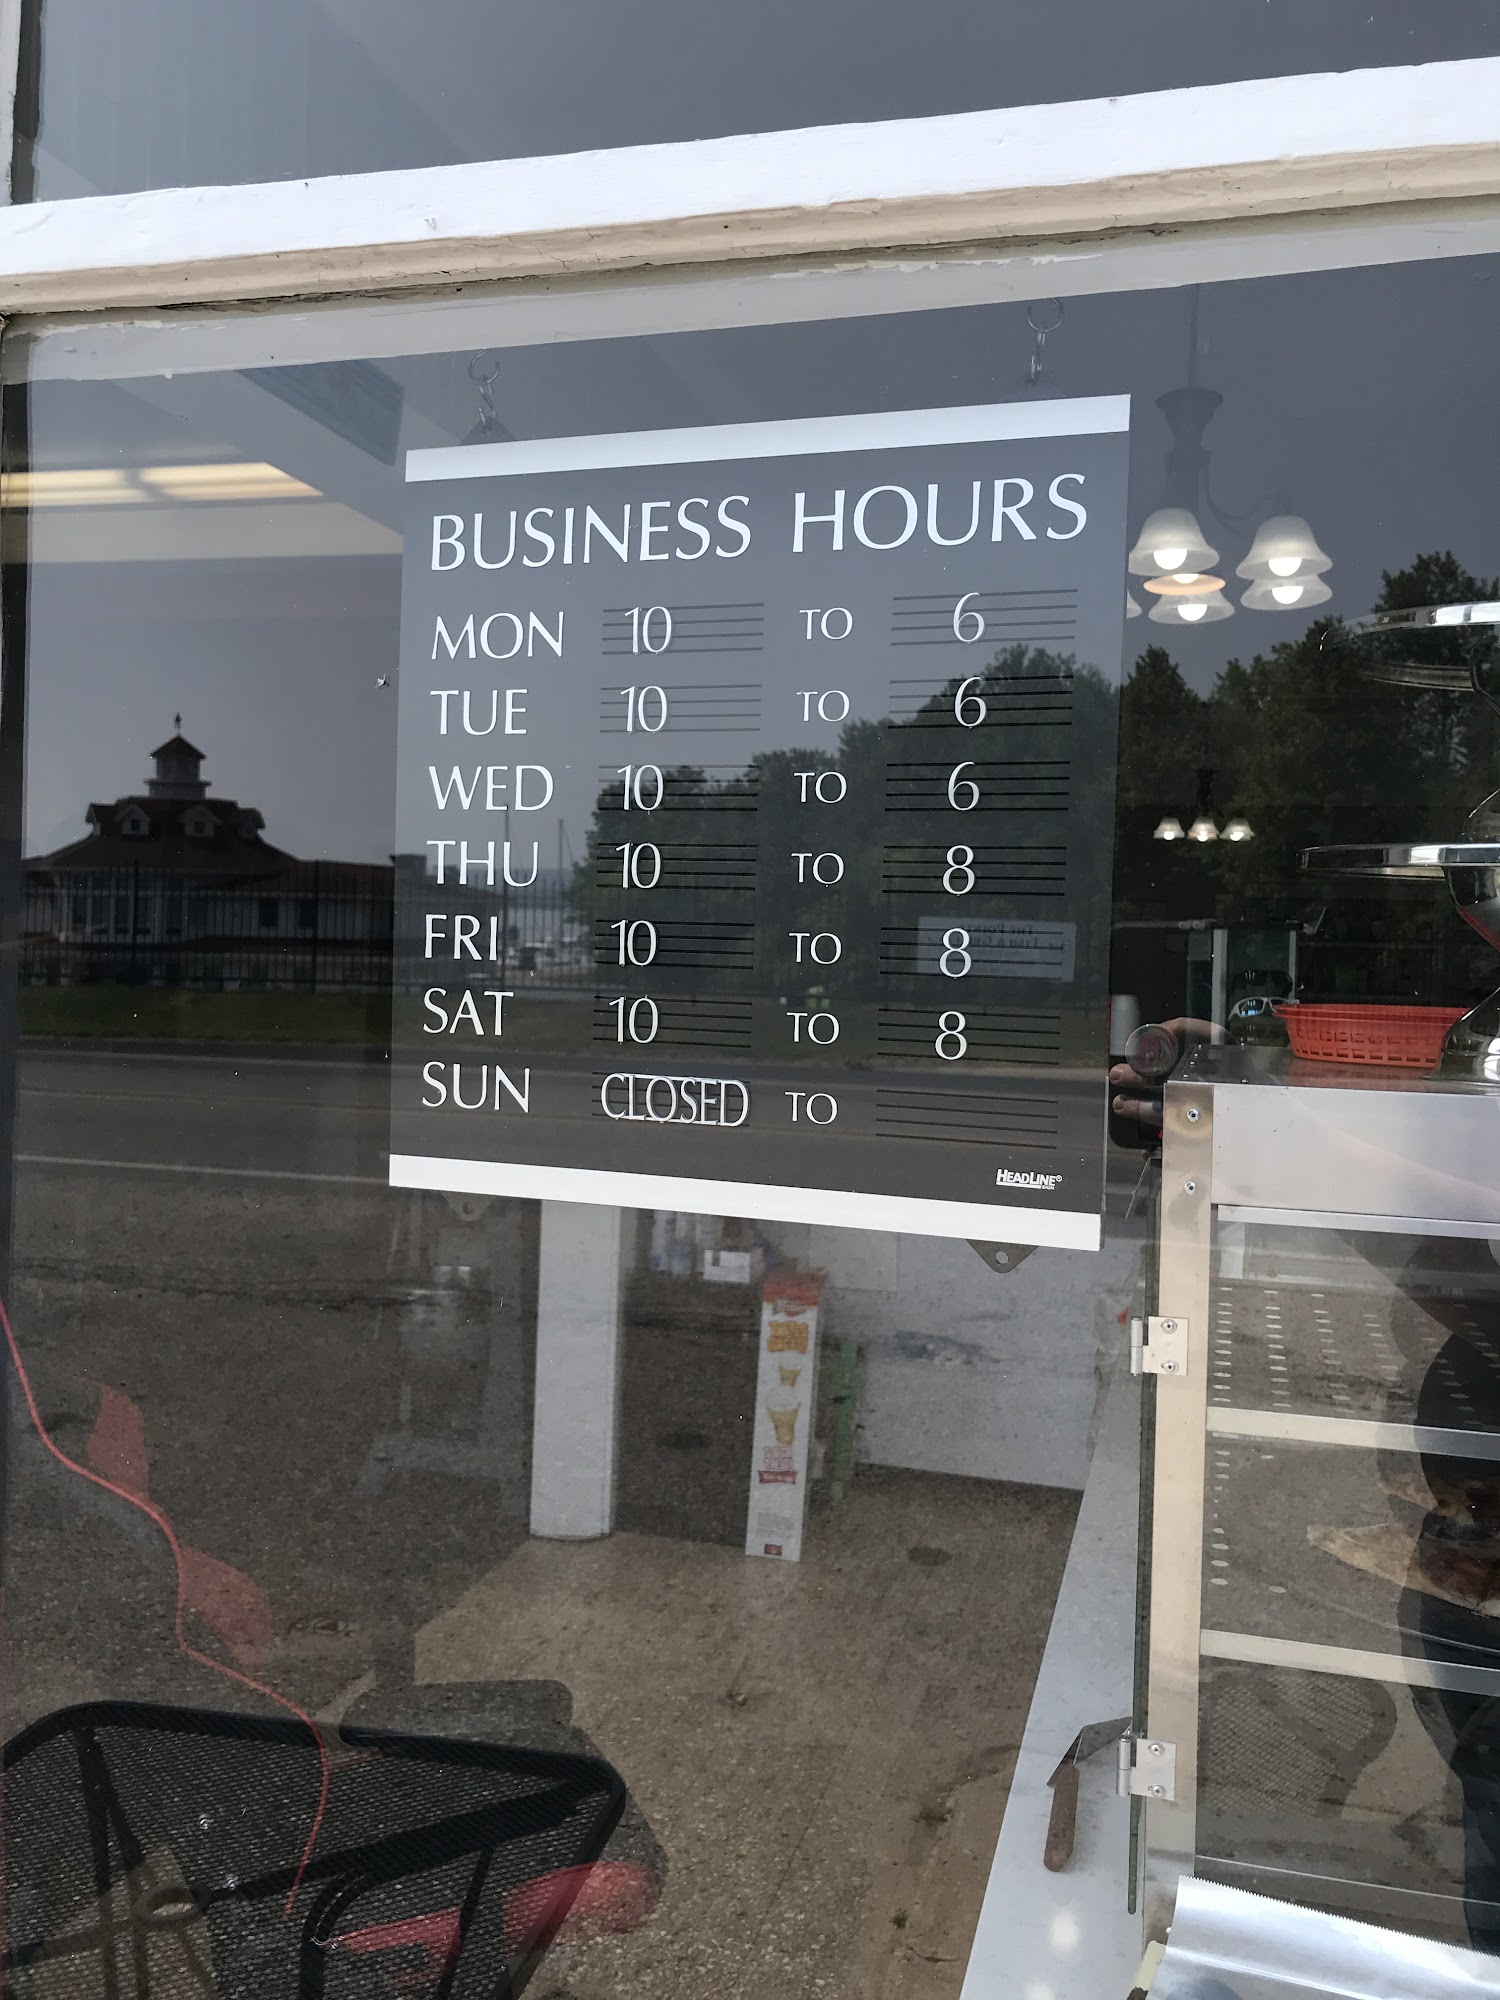 BUSINESS HOURS
MON 10 TO 6
TUE 10 TO 6
WED 10 TO 6
THU 10 TO 8
FRI 10 TO 8
SAT 10 TO 8
SUN CLOSED TO
HEADLINE®
SIGN